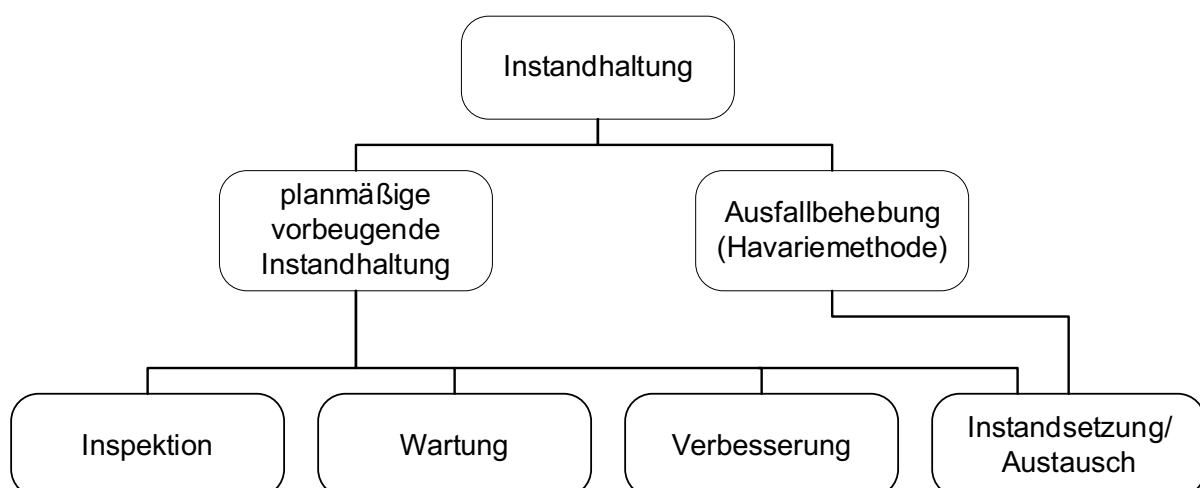 Instandhaltung
planmäßige
vorbeugende
Instandhaltung
Ausfallbehebung
(Havariemethode)
Inspektion
Wartung
Verbesserung
Instandsetzung/
Austausch